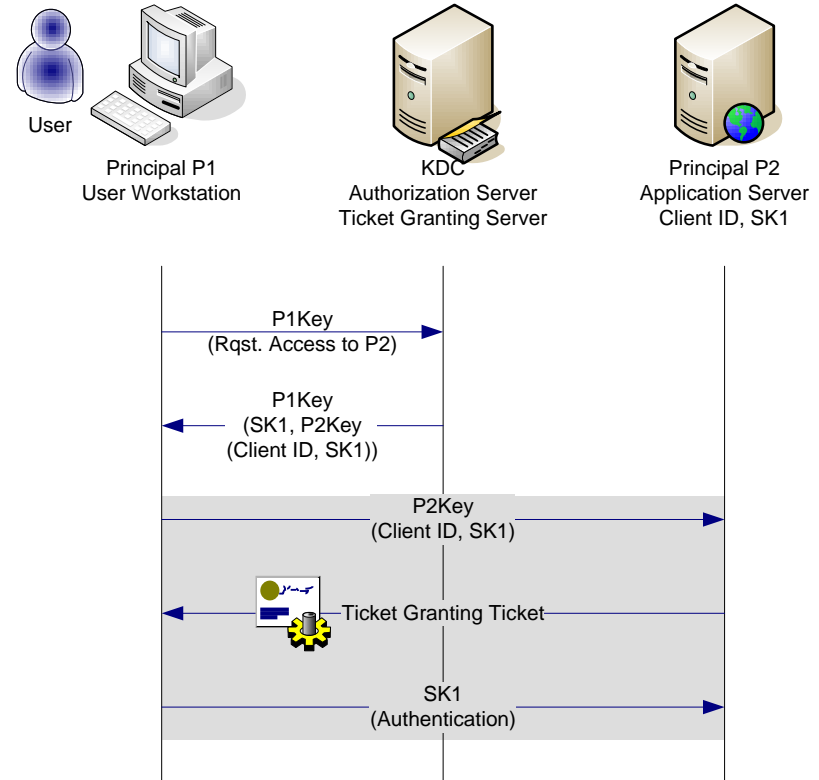 User
Principal P1
User Workstation
KDC
Authorization Server
Ticket Granting Server
Principal P2
Application Server
Client ID, SK1
P1Key
(Rqst. Access to P2)
P1Key
(SK1, P2Key
(Client ID, SK1))
P2Key
(Client ID, SK1)
Ticket Granting Ticket
SK1
(Authentication)